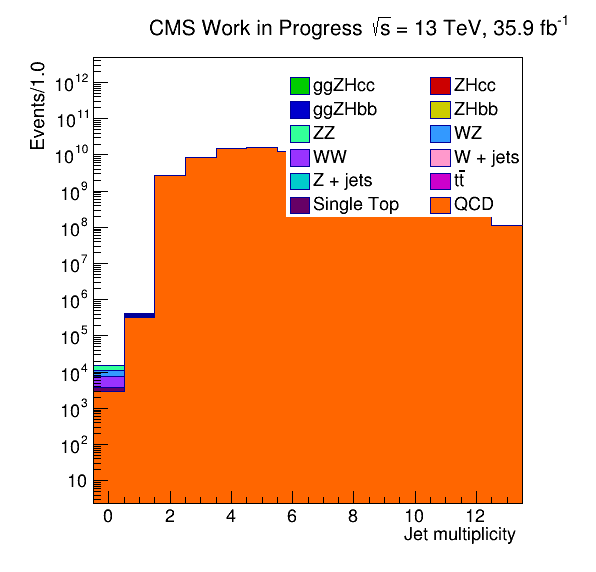 CMS Work in Progress √s = 13 TeV, 35.9 fb⁻¹
Events/1.0
10¹²
10¹¹
10¹⁰
10⁹
10⁸
10⁷
10⁶
10⁵
10⁴
10³
10²
10
ggZHcc ZHcc
ggZHbb ZHbb
ZZ WZ
WW W + jets
Z + jets tt̅
Single Top QCD
0 2 4 6 8 10 12
Jet multiplicity